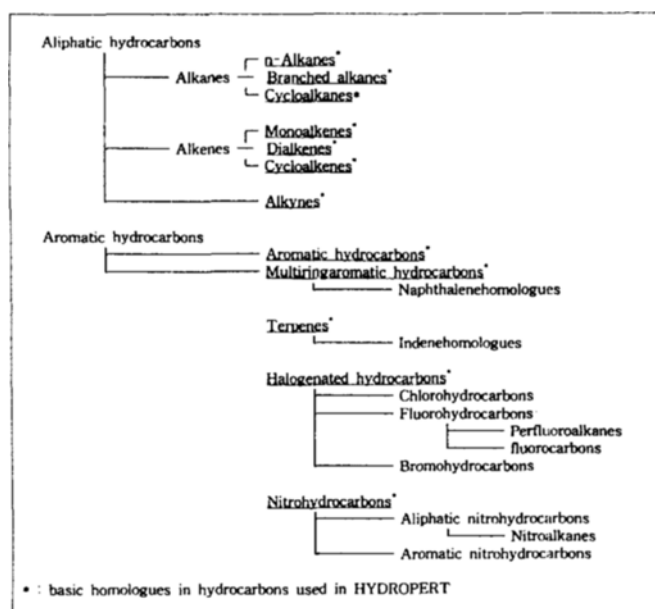 Aliphatic hydrocarbons
n-Alkanes*
Alkanes Branched alkanes*
Cycloalkanes*
Monoalkenes*
Alkenes Dialkenes*
Cycloalkenes*
Alkynes*
Aromatic hydrocarbons
Aromatic hydrocarbons*
Multiringaromatic hydrocarbons*
Naphthalenehomologues
Terpenes*
Indenehomologues
Halogenated hydrocarbons*
Chlorohydrocarbons
Fluorohydrocarbons
Perfluoroalkanes
fluorocarbons
Bromohydrocarbons
Nitrohydrocarbons*
Aliphatic nitrohydrocarbons
Nitroalkanes
Aromatic nitrohydrocarbons
* : basic homologues in hydrocarbons used in HYDROPERT